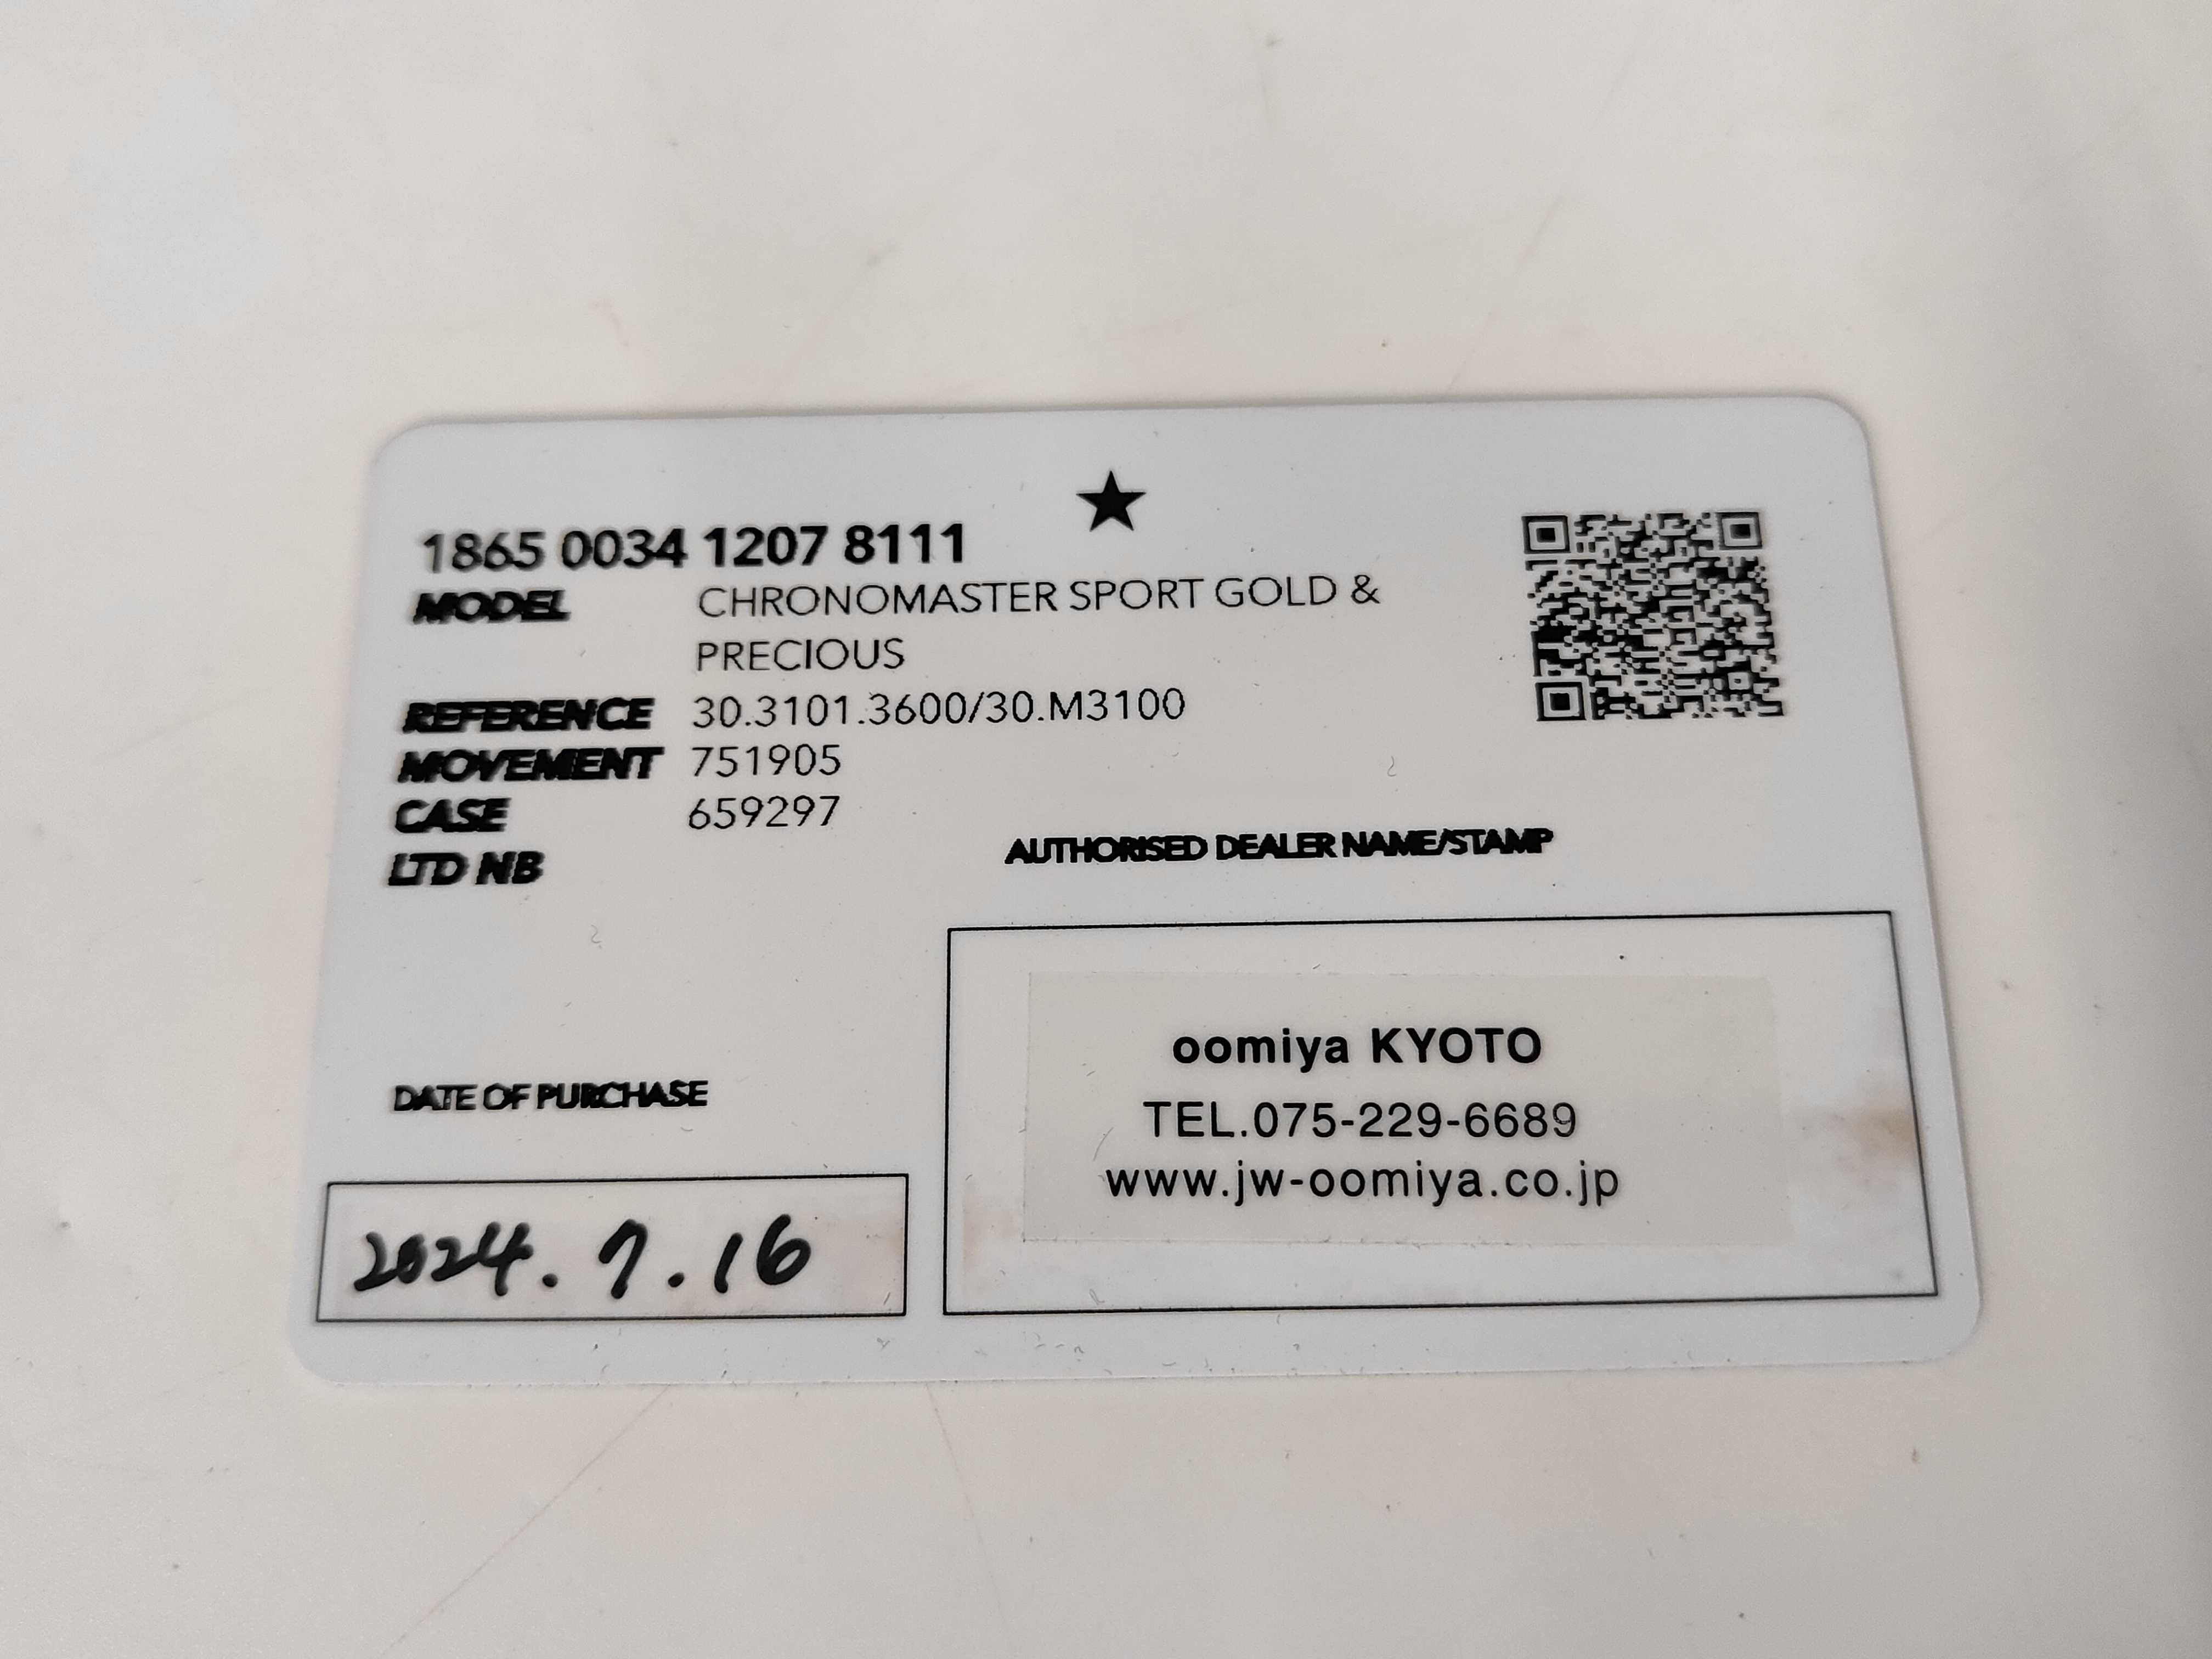 1865 0034 1207 8111
MODEL CHRONOMASTER SPORT GOLD &
PRECIOUS
REFERENCE 30.3101.3600/30.M3100
MOVEMENT 751905
CASE 659297
LTD NB
AUTHORISED DEALER NAME/STAMP
oomiya KYOTO
TEL.075-229-6689
www.jw-oomiya.co.jp
DATE OF PURCHASE
2024.7.16